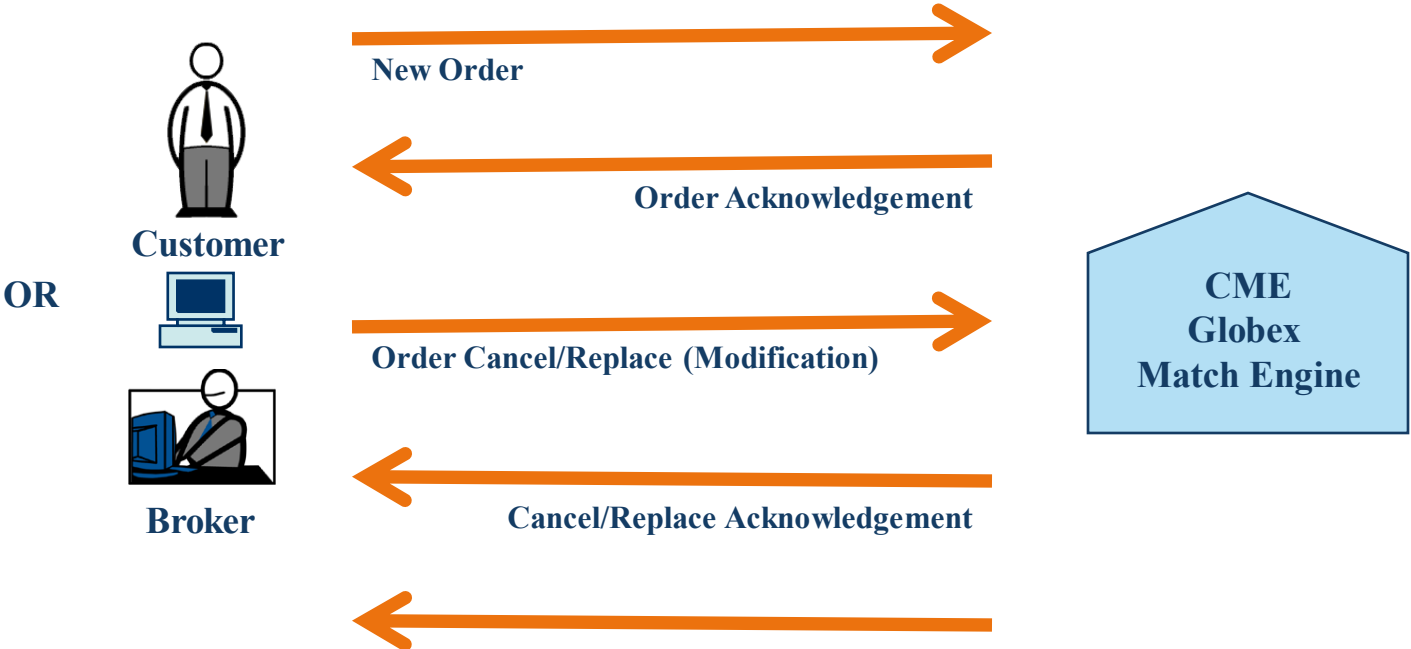 New Order
Order Acknowledgement
Customer
OR
Order Cancel/Replace (Modification)
CME
Globex
Match Engine
Broker
Cancel/Replace Acknowledgement